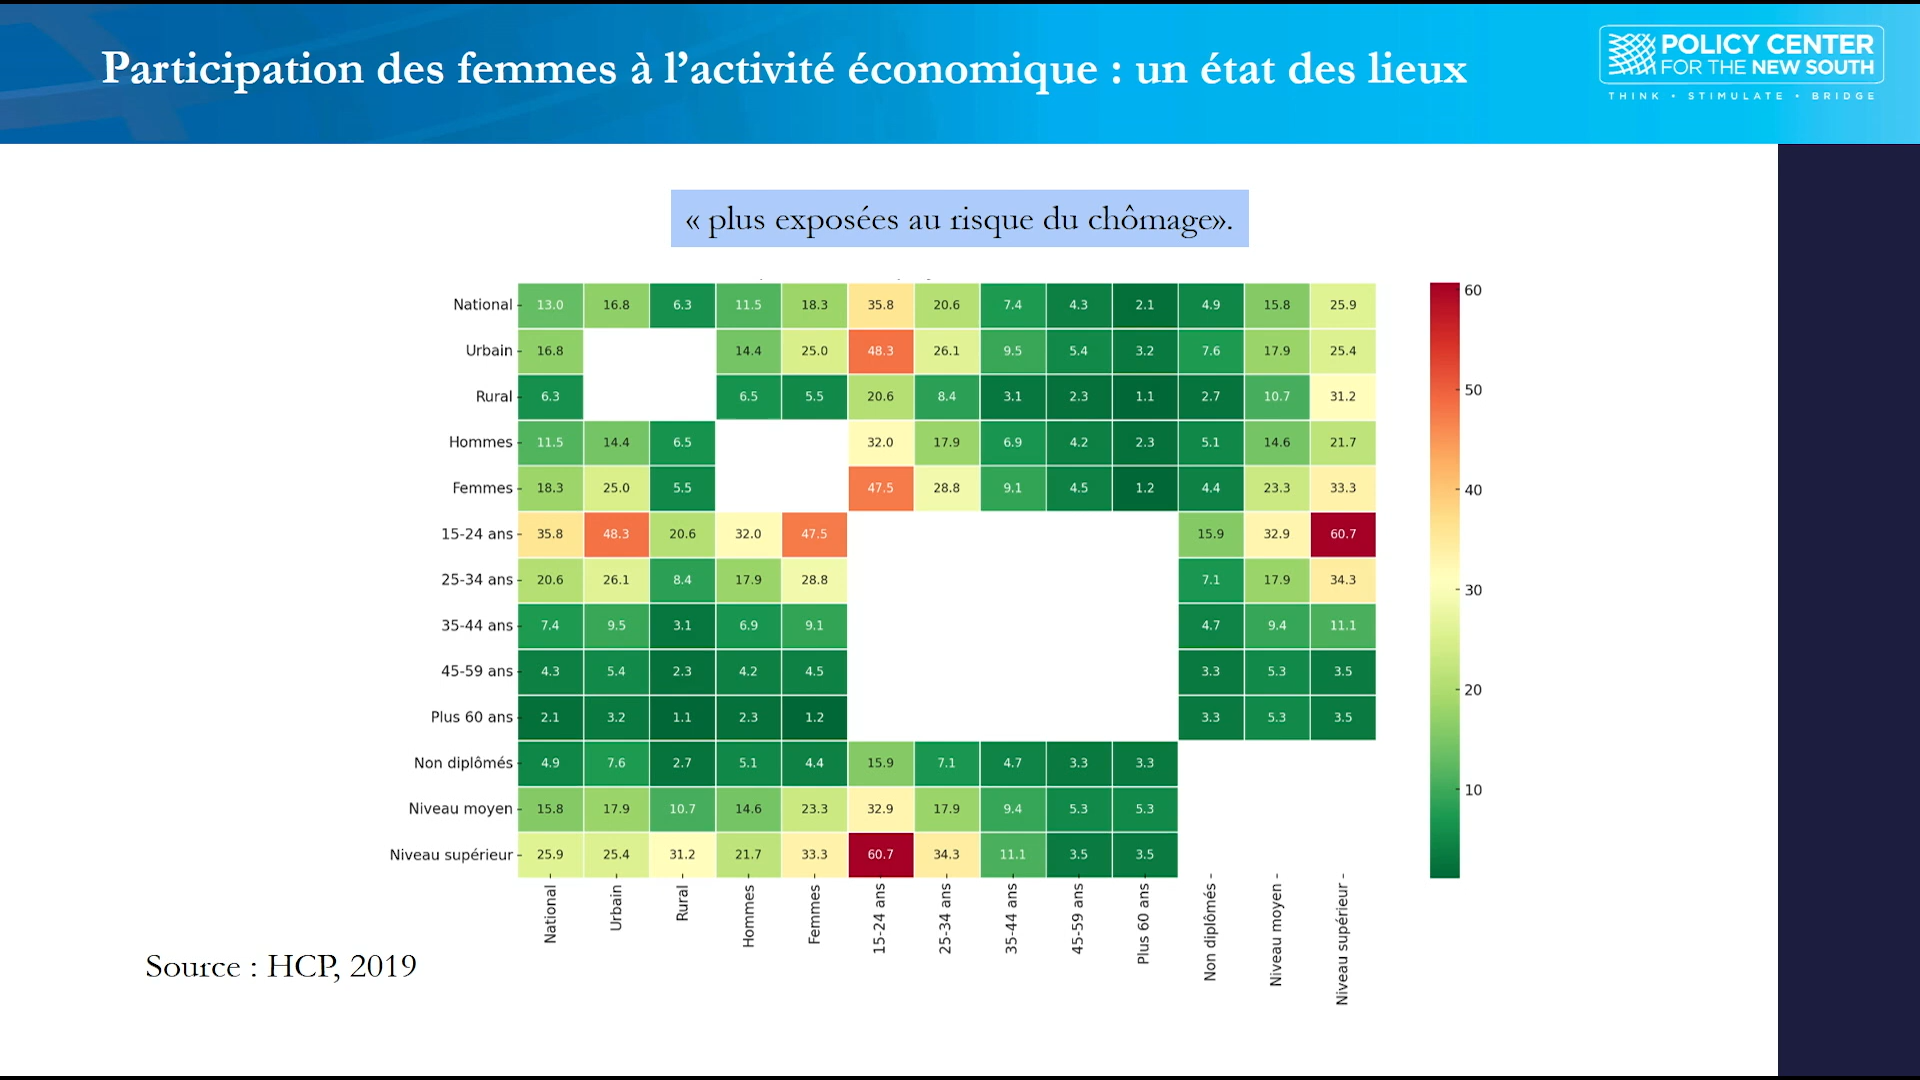 Participation des femmes à l’activité économique : un état des lieux
POLICY CENTER
FOR THE NEW SOUTH
THINK • STIMULATE • BRIDGE
« plus exposées au risque du chômage».
National 13.0 16.8 6.3 11.5 18.3 35.8 20.6 7.4 4.3 2.1 4.9 15.8 25.9
Urbain 16.8 14.4 25.0 48.3 26.1 9.5 5.4 3.2 7.6 17.9 25.4
Rural 6.3 6.5 5.5 20.6 8.4 3.1 2.3 1.1 2.7 10.7 31.2
Hommes 11.5 14.4 6.5 32.0 17.9 6.9 4.2 2.3 5.1 14.6 21.7
Femmes 18.3 25.0 5.5 47.5 28.8 9.1 4.5 1.2 4.4 23.3 33.3
15-24 ans 35.8 48.3 20.6 32.0 47.5 15.9 32.9 60.7
25-34 ans 20.6 26.1 8.4 17.9 28.8 7.1 17.9 34.3
35-44 ans 7.4 9.5 3.1 6.9 9.1 4.7 9.4 11.1
45-59 ans 4.3 5.4 2.3 4.2 4.5 3.3 5.3 3.5
Plus 60 ans 2.1 3.2 1.1 2.3 1.2 3.3 5.3 3.5
Non diplômés 4.9 7.6 2.7 5.1 4.4 15.9 7.1 4.7 3.3 3.3
Niveau moyen 15.8 17.9 10.7 14.6 23.3 32.9 17.9 9.4 5.3 5.3
Niveau supérieur 25.9 25.4 31.2 21.7 33.3 60.7 34.3 11.1 3.5 3.5
National
Urbain
Rural
Hommes
Femmes
15-24 ans
25-34 ans
35-44 ans
45-59 ans
Plus 60 ans
Non diplômés
Niveau moyen
Niveau supérieur
60
50
40
30
20
10
Source : HCP, 2019